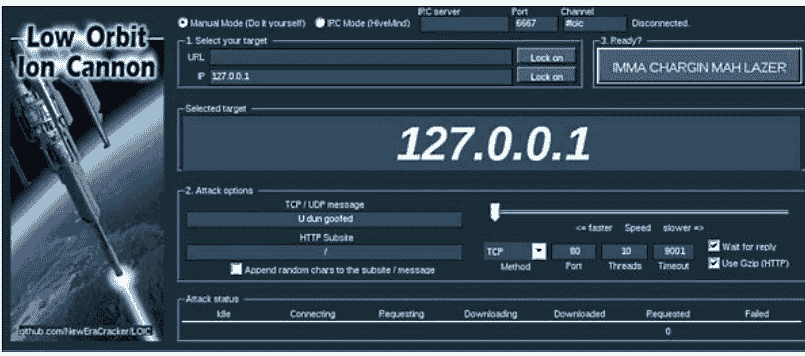 Low Orbit
Ion Cannon
github.com/NewEraCracker/LOIC
IRC server Port Channel
Manual Mode (Do it yourself) IRC Mode (HiveMind) 6667 #loic Disconnected.
1. Select your target
URL Lock on
IP 127.0.0.1 Lock on
3. Ready?
IMMA CHARGIN MAH LAZER
Selected target
127.0.0.1
2. Attack options
TCP / UDP message
U dun goofed
HTTP Subsite
/
Append random chars to the subsite / message
<= faster Speed slower =>
TCP 80 10 9001
Method Port Threads Timeout
Wait for reply
Use Gzip (HTTP)
Attack status
Idle Connecting Requesting Downloading Downloaded Requested Failed
0